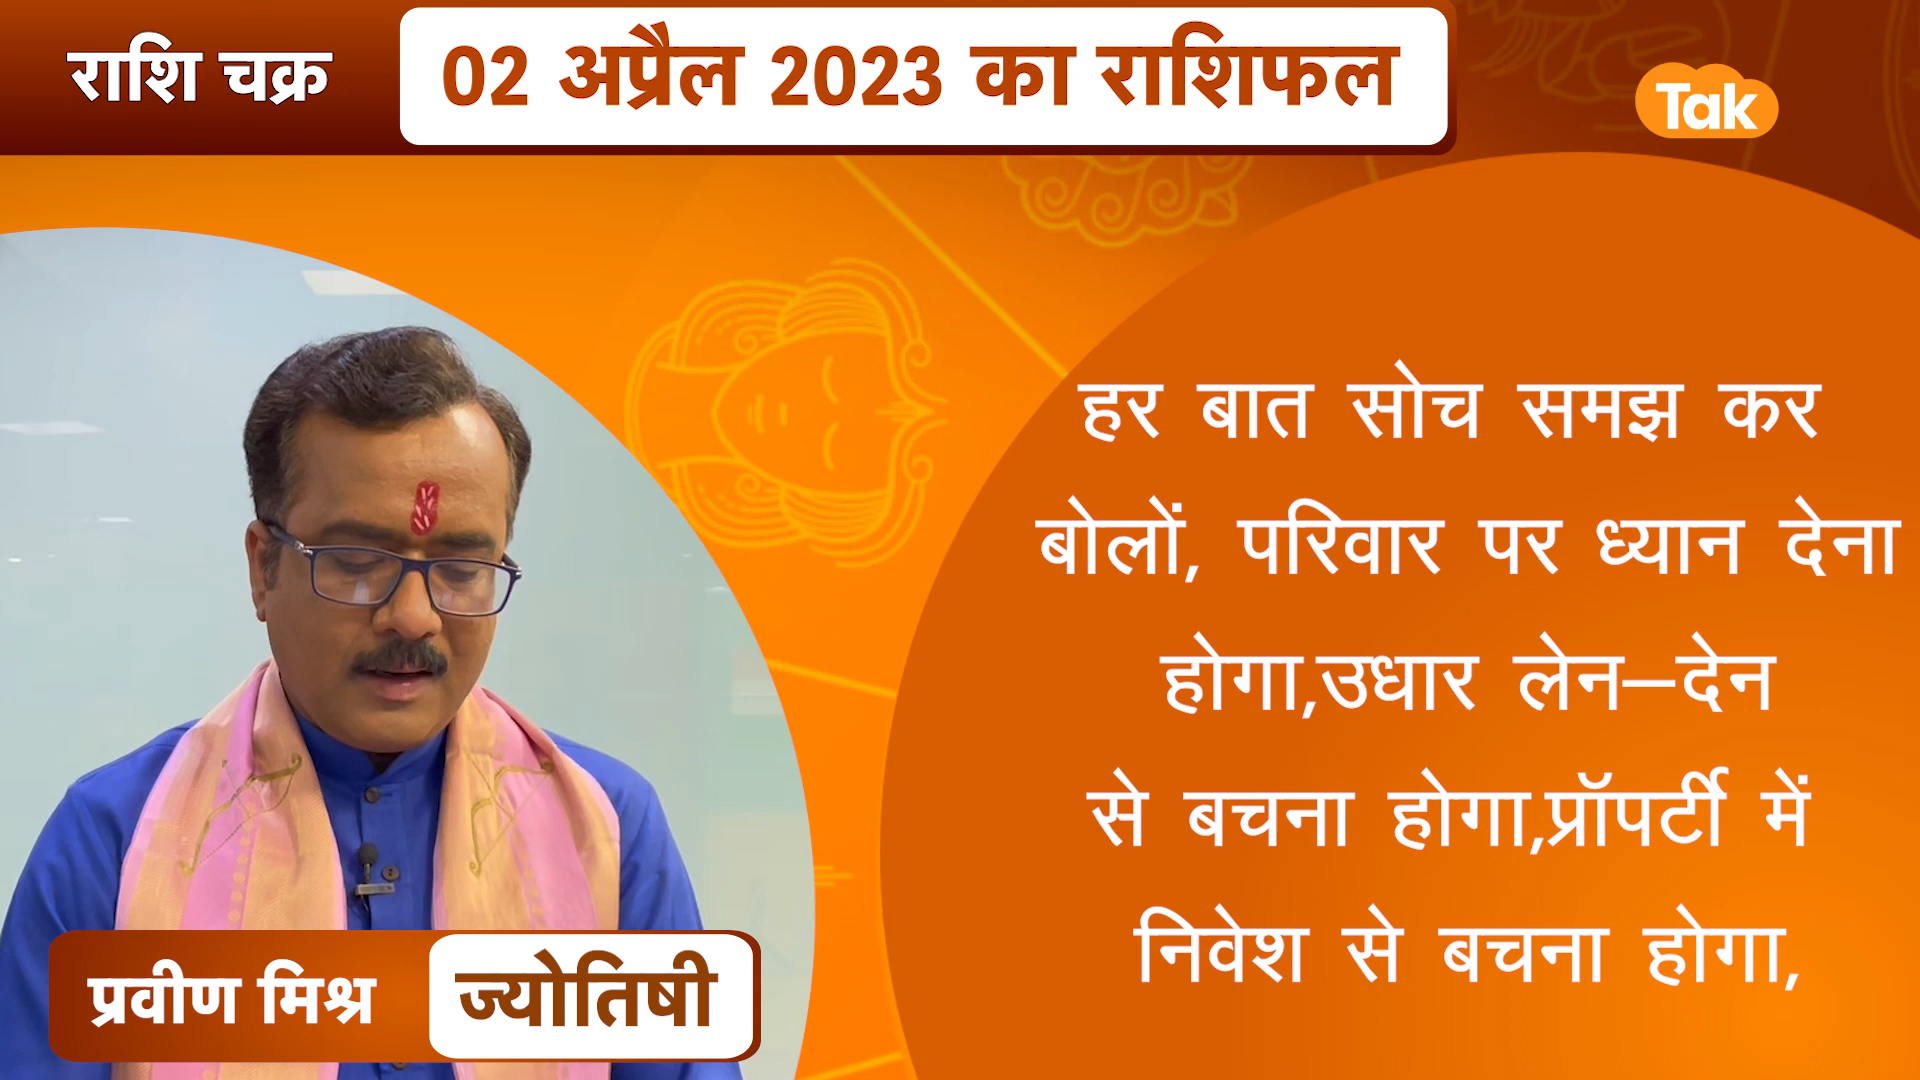 राशि चक्र
02 अप्रैल 2023 का राशिफल
Tak
हर बात सोच समझ कर
बोलों, परिवार पर ध्यान देना
होगा,उधार लेन–देन
से बचना होगा,प्रॉपर्टी में
निवेश से बचना होगा,
प्रवीण मिश्र
ज्योतिषी